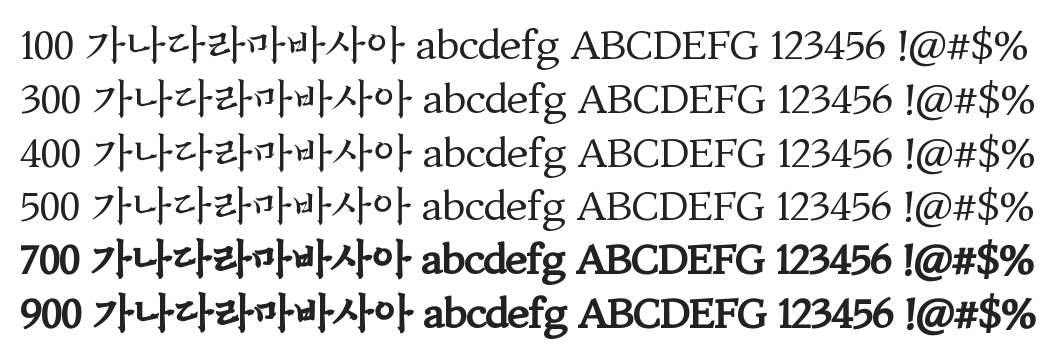 100 가나다라마바사아 abcdefg ABCDEFG 123456 !@#$%
300 가나다라마바사아 abcdefg ABCDEFG 123456 !@#$%
400 가나다라마바사아 abcdefg ABCDEFG 123456 !@#$%
500 가나다라마바사아 abcdefg ABCDEFG 123456 !@#$%
700 가나다라마바사아 abcdefg ABCDEFG 123456 !@#$%
900 가나다라마바사아 abcdefg ABCDEFG 123456 !@#$%